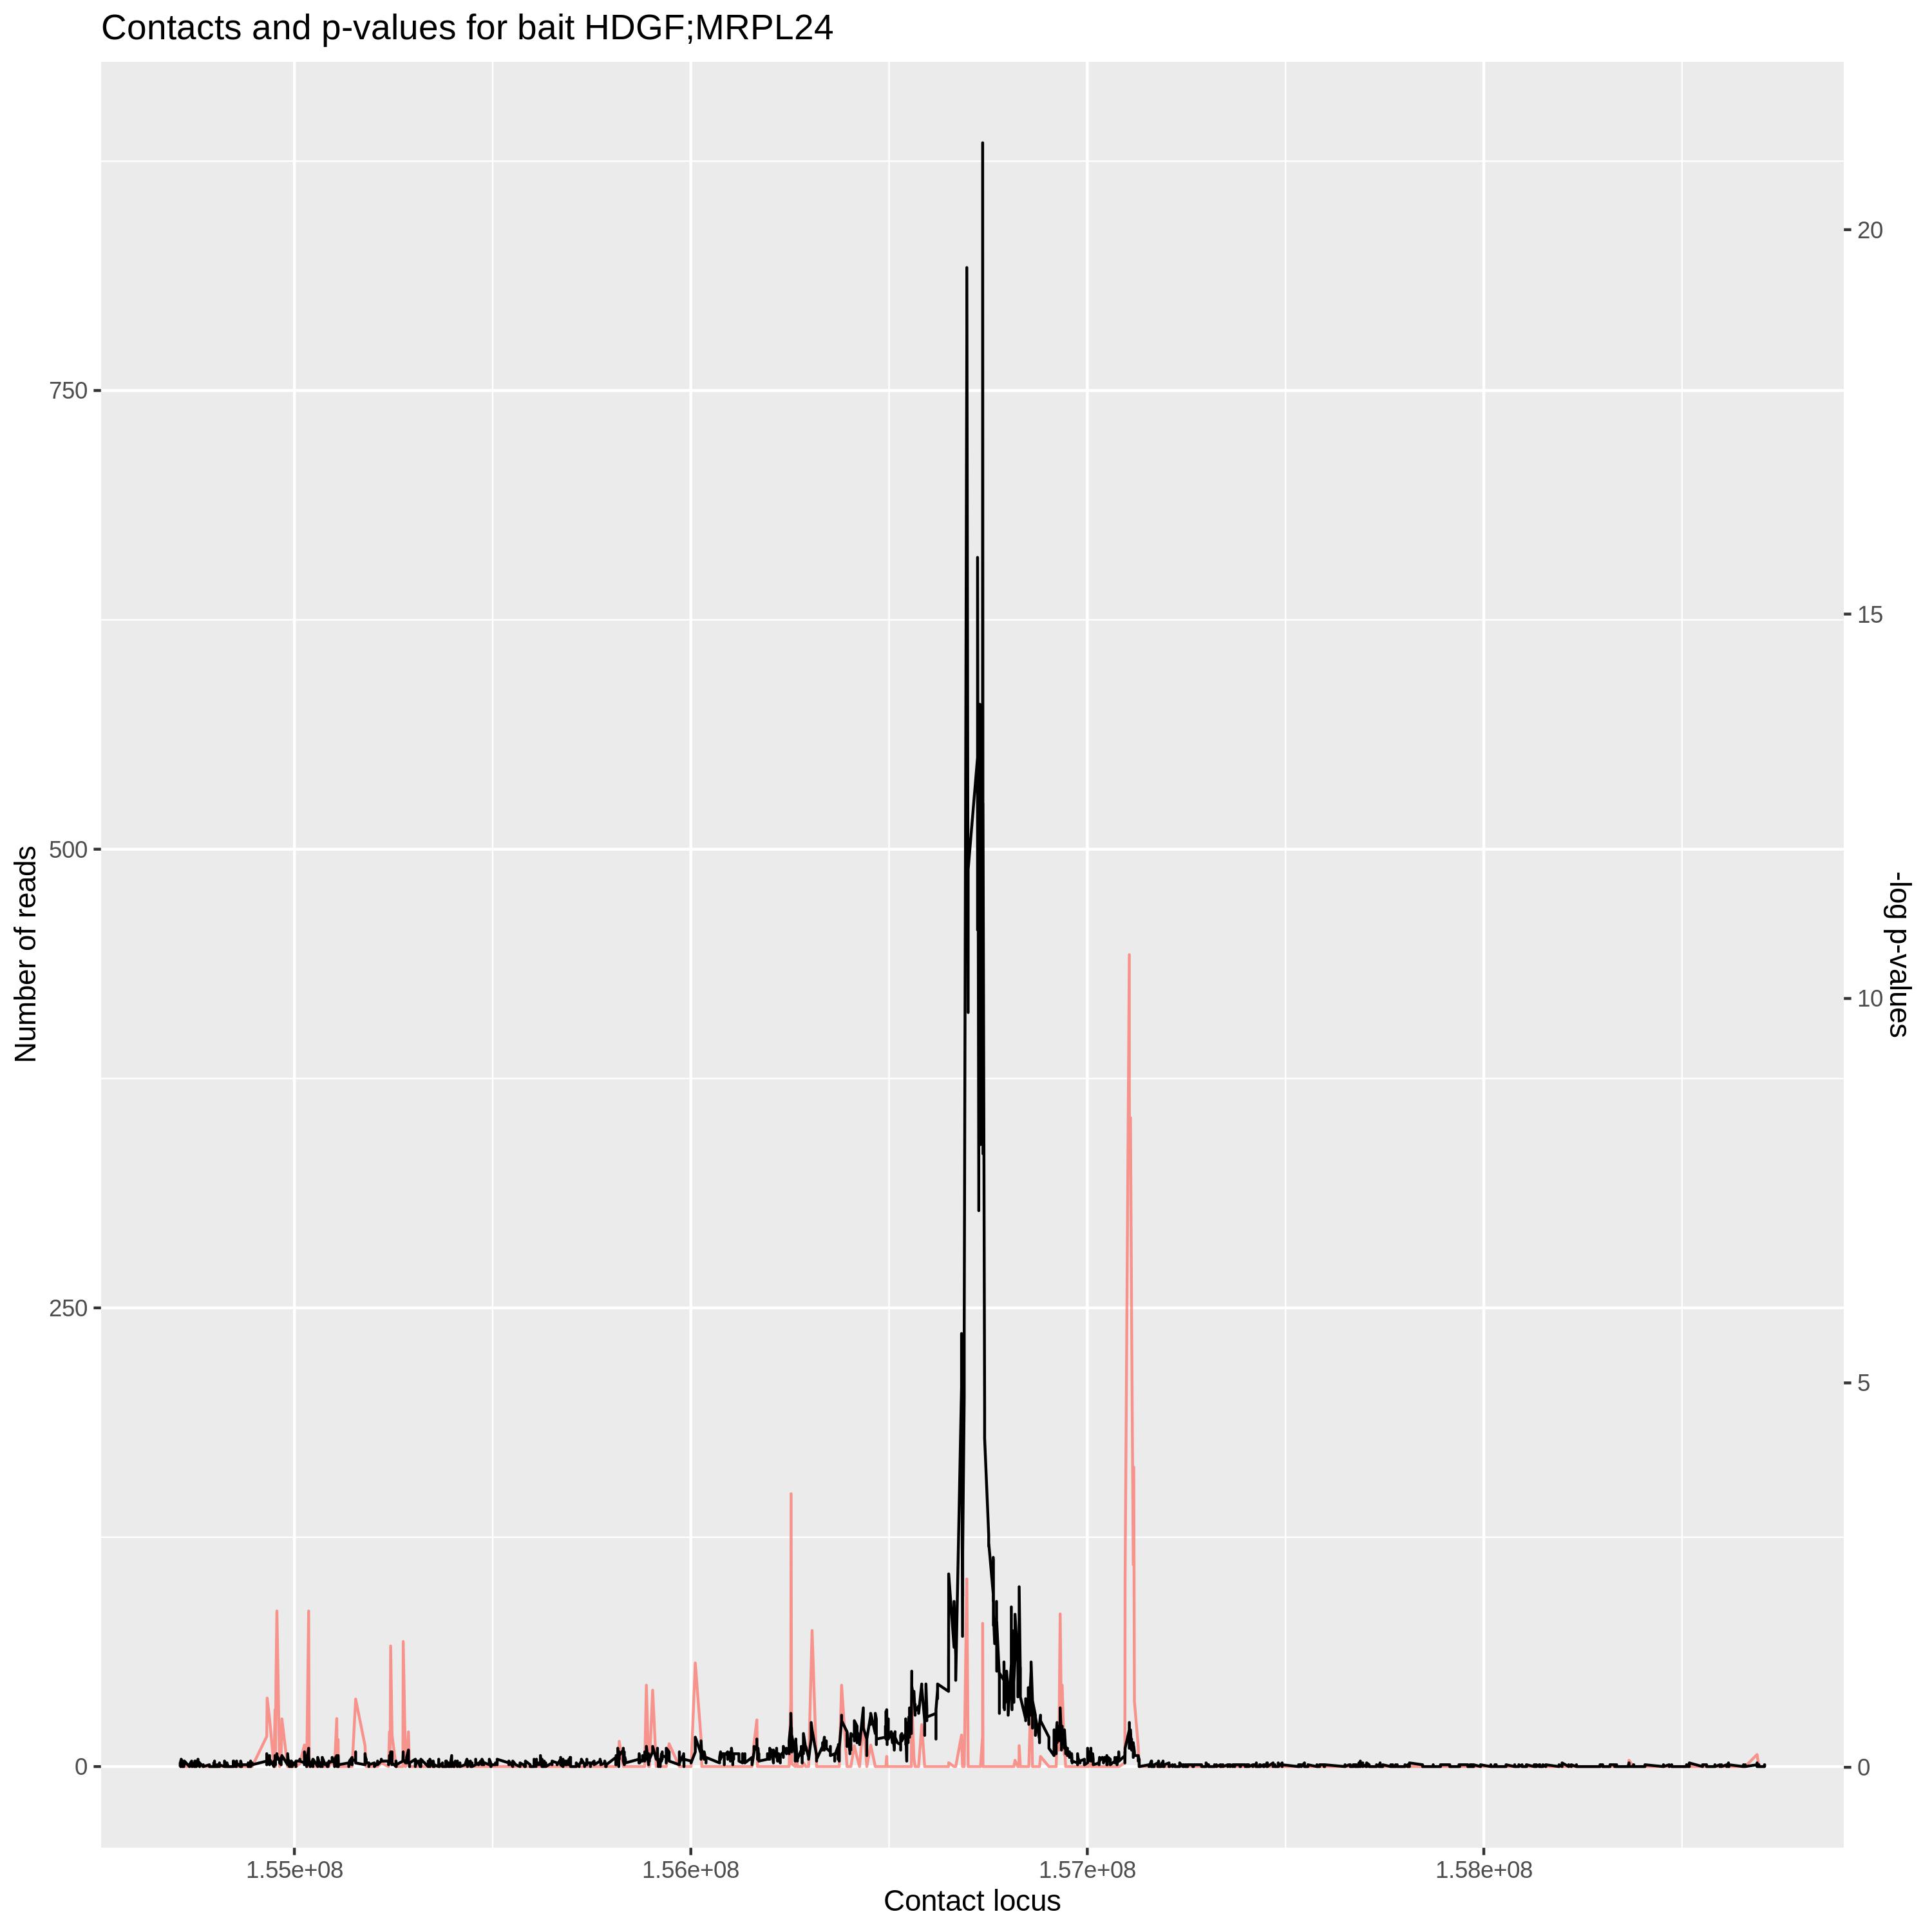 Contacts and p-values for bait HDGF;MRPL24
Number of reads
750
500
250
0
20
15
10
5
0
-log p-values
1.55e+08
1.56e+08
1.57e+08
1.58e+08
Contact locus